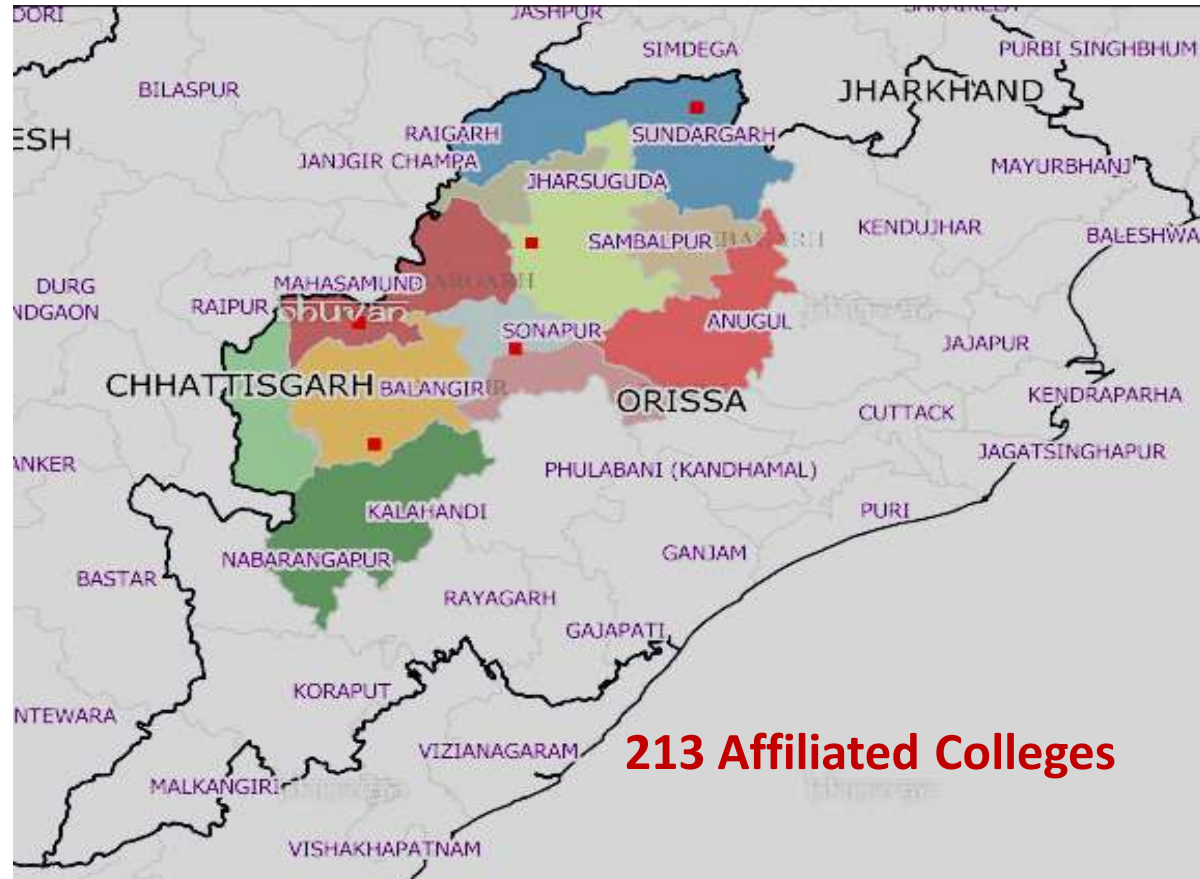 DORI
JASHPUR
SIMDEGA
PURBI SINGHBHUM
BILASPUR
JHARKHAND
ESH
RAIGARH
SUNDARGARH
JANJGIR CHAMPA
MAYURBHANJ
JHARSUGUDA
KENDUJHAR
SAMBALPUR
BALESHWA
DURG
MAHASAMUND
NDGAON
RAIPUR
bhuvan
SONAPUR
ANUGUL
JAJAPUR
CHHATTISGARH
BALANGIR
ORISSA
KENDRAPARHA
CUTTACK
JAGATSINGHAPUR
ANKER
PHULABANI (KANDHAMAL)
KALAHANDI
PURI
GANJAM
NABARANGAPUR
BASTAR
RAYAGARH
GAJAPATI
KORAPUT
NTEWARA
VIZIANAGARAM
213 Affiliated Colleges
MALKANGIRI
VISHAKHAPATNAM